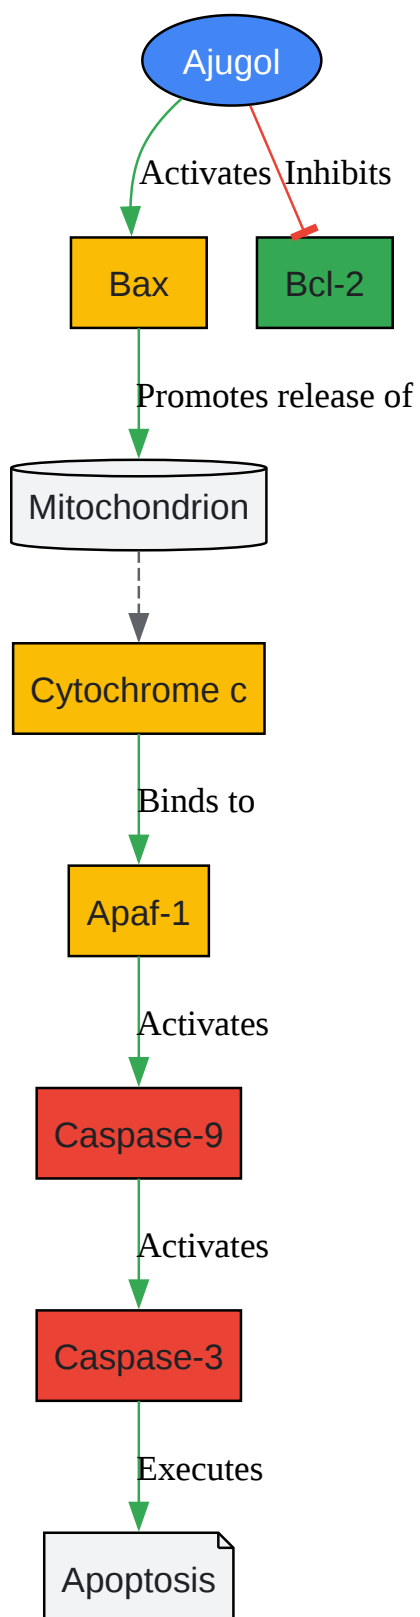 Ajugol
Activates
Inhibits
Bax
Bcl-2
Promotes release of
Mitochondrion
Cytochrome c
Binds to
Apaf-1
Activates
Caspase-9
Activates
Caspase-3
Executes
Apoptosis